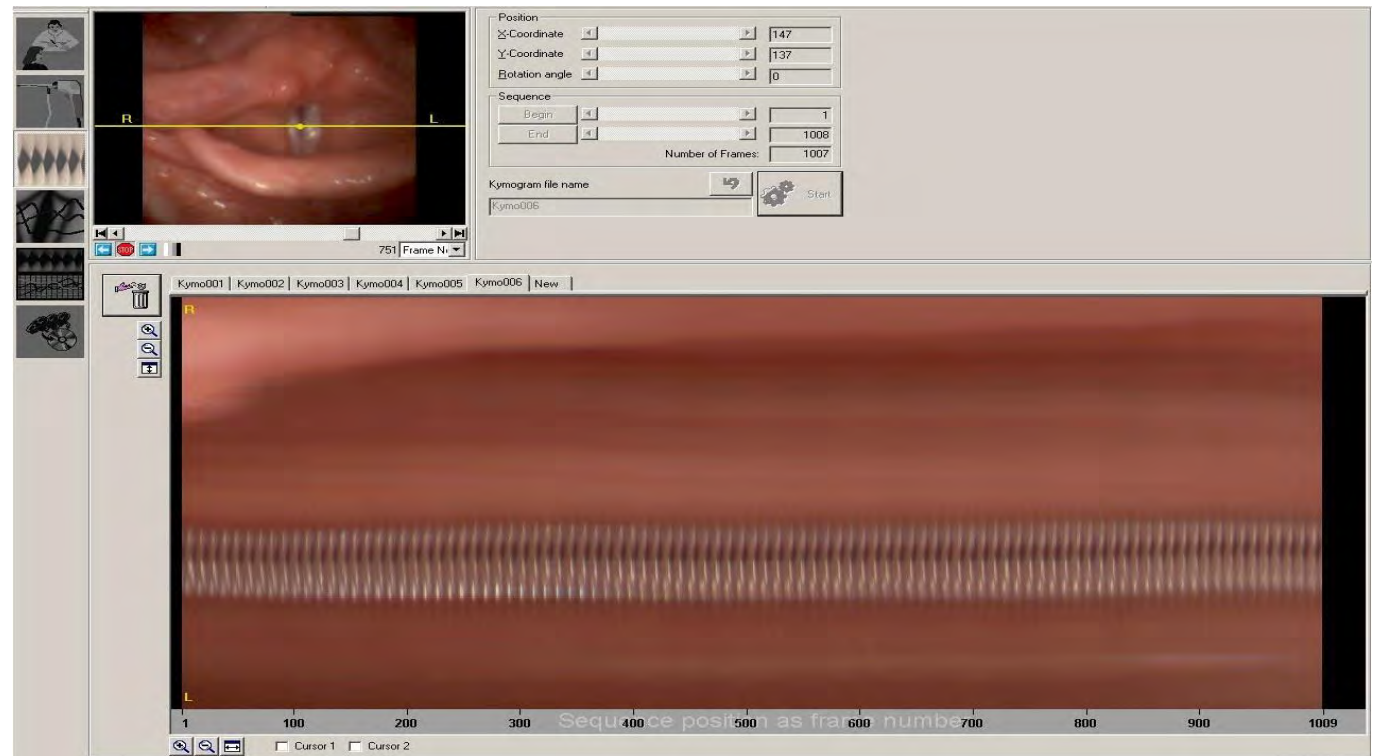 R L
751 Frame N
Position
X-Coordinate 147
Y-Coordinate 137
Rotation angle 0
Sequence
Begin 1
End 1008
Number of Frames: 1007
Kymogram file name
Kymo006
Start
STOP
Kymo001 Kymo002 Kymo003 Kymo004 Kymo005 Kymo006 New
R
L
1 100 200 300 400 500 600 700 800 900 1009
Sequence position as frame number
Cursor 1 Cursor 2